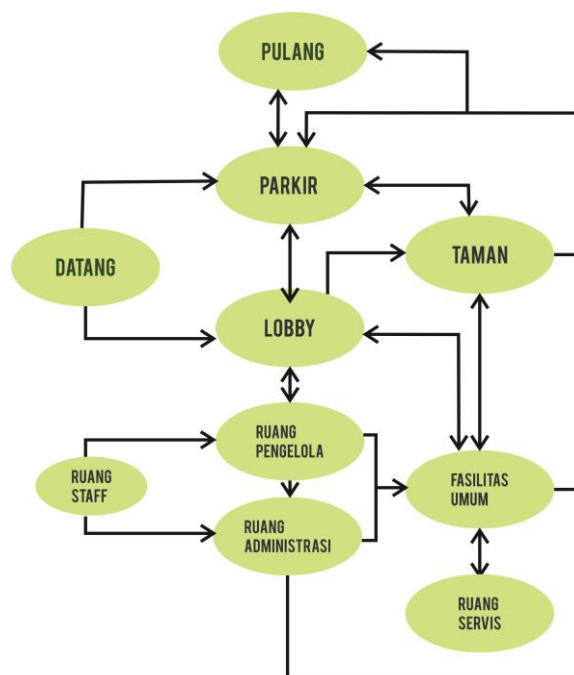 PULANG
PARKIR
DATANG
TAMAN
LOBBY
RUANG
PENGELOLA
RUANG
STAFF
FASILITAS
UMUM
RUANG
ADMINISTRASI
RUANG
SERVIS